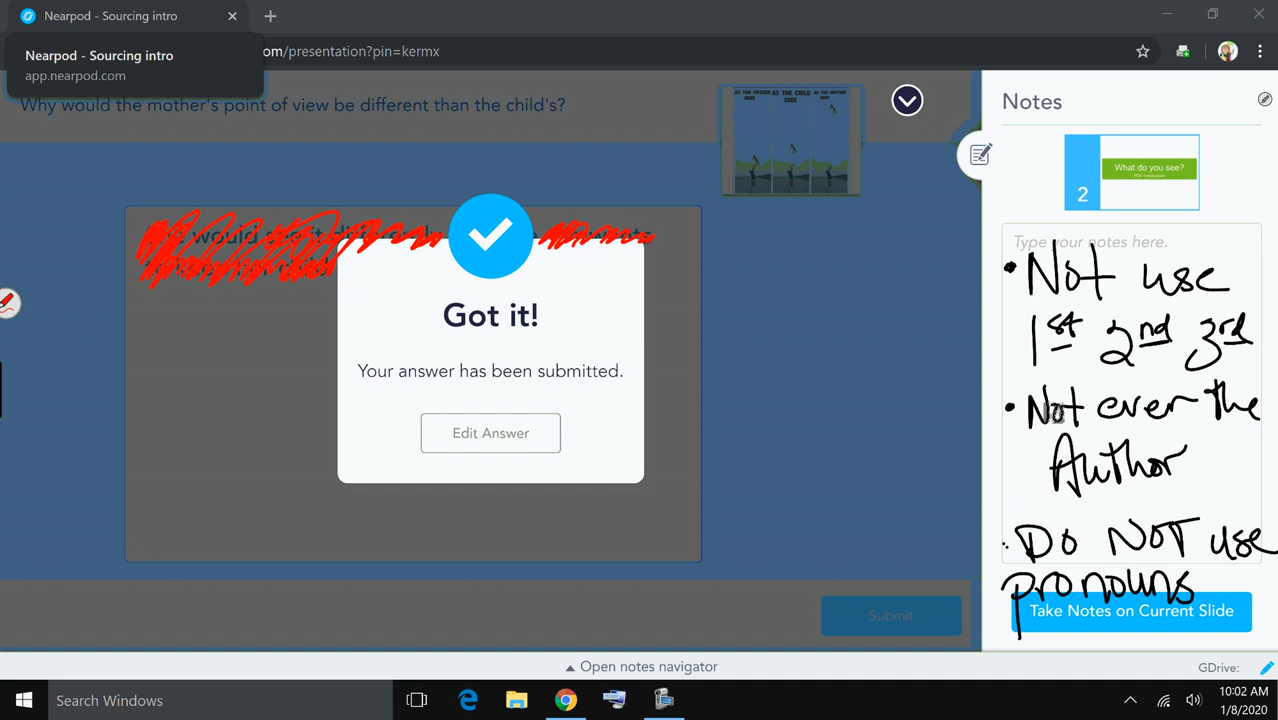 Nearpod - Sourcing intro
Nearpod - Sourcing intro
app.nearpod.com
om/presentation?pin=kermx
Why would the mother's point of view be different than the child's?
AS THE FATHER SEES
AS THE CHILD SEES
AS THE MOTHER SEES
would
Got it!
Your answer has been submitted.
Edit Answer
Submit
Notes
What do you see?
2
Type your notes here.
• Not use
1st 2nd 3rd
• Not ever the
Author
. Do NOT use
pronouns
Take Notes on Current Slide
Open notes navigator
GDrive:
Search Windows
10:02 AM
1/8/2020